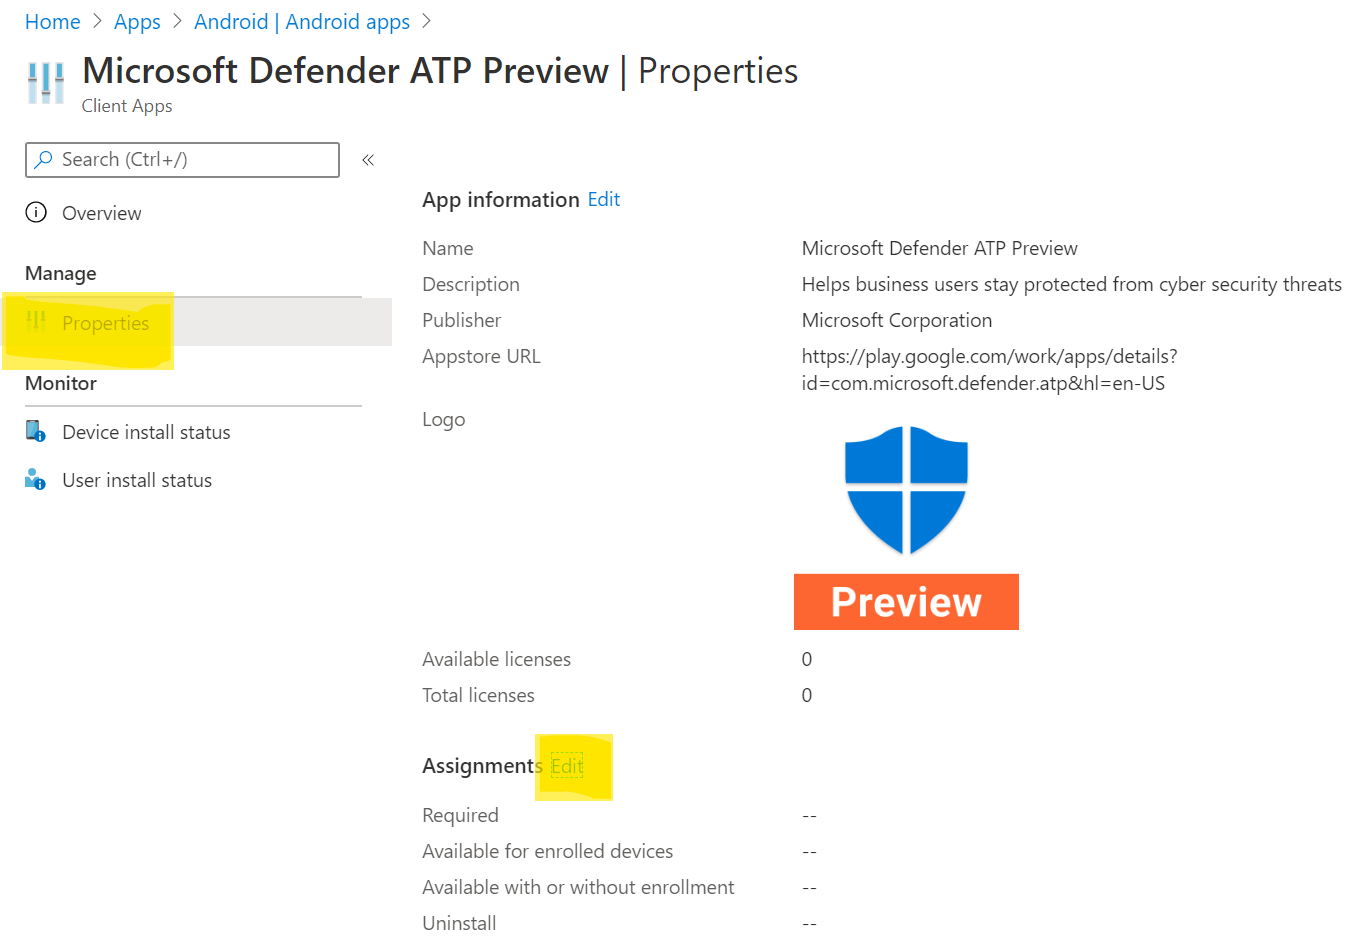 Home > Apps > Android | Android apps >
Microsoft Defender ATP Preview | Properties
Client Apps
Search (Ctrl+/)
«
Overview
Manage
Properties
Monitor
Device install status
User install status
App information Edit
Name Microsoft Defender ATP Preview
Description Helps business users stay protected from cyber security threats
Publisher Microsoft Corporation
Appstore URL https://play.google.com/work/apps/details?
id=com.microsoft.defender.atp&hl=en-US
Logo
Preview
Available licenses 0
Total licenses 0
Assignments Edit
Required --
Available for enrolled devices --
Available with or without enrollment --
Uninstall --